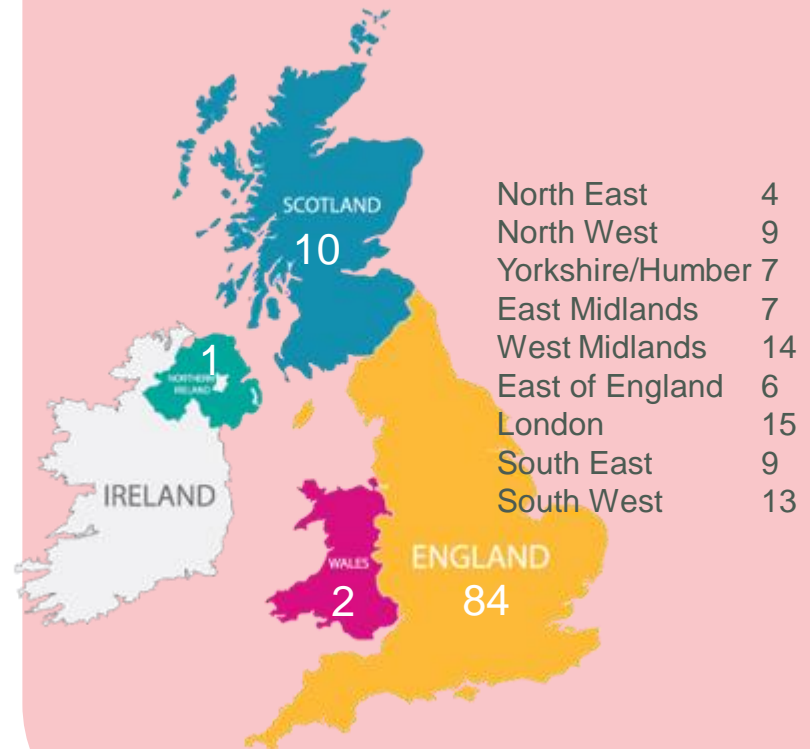 SCOTLAND
10
1
NORTHERN
IRELAND
IRELAND
WALES
2
ENGLAND
84
North East 4
North West 9
Yorkshire/Humber 7
East Midlands 7
West Midlands 14
East of England 6
London 15
South East 9
South West 13